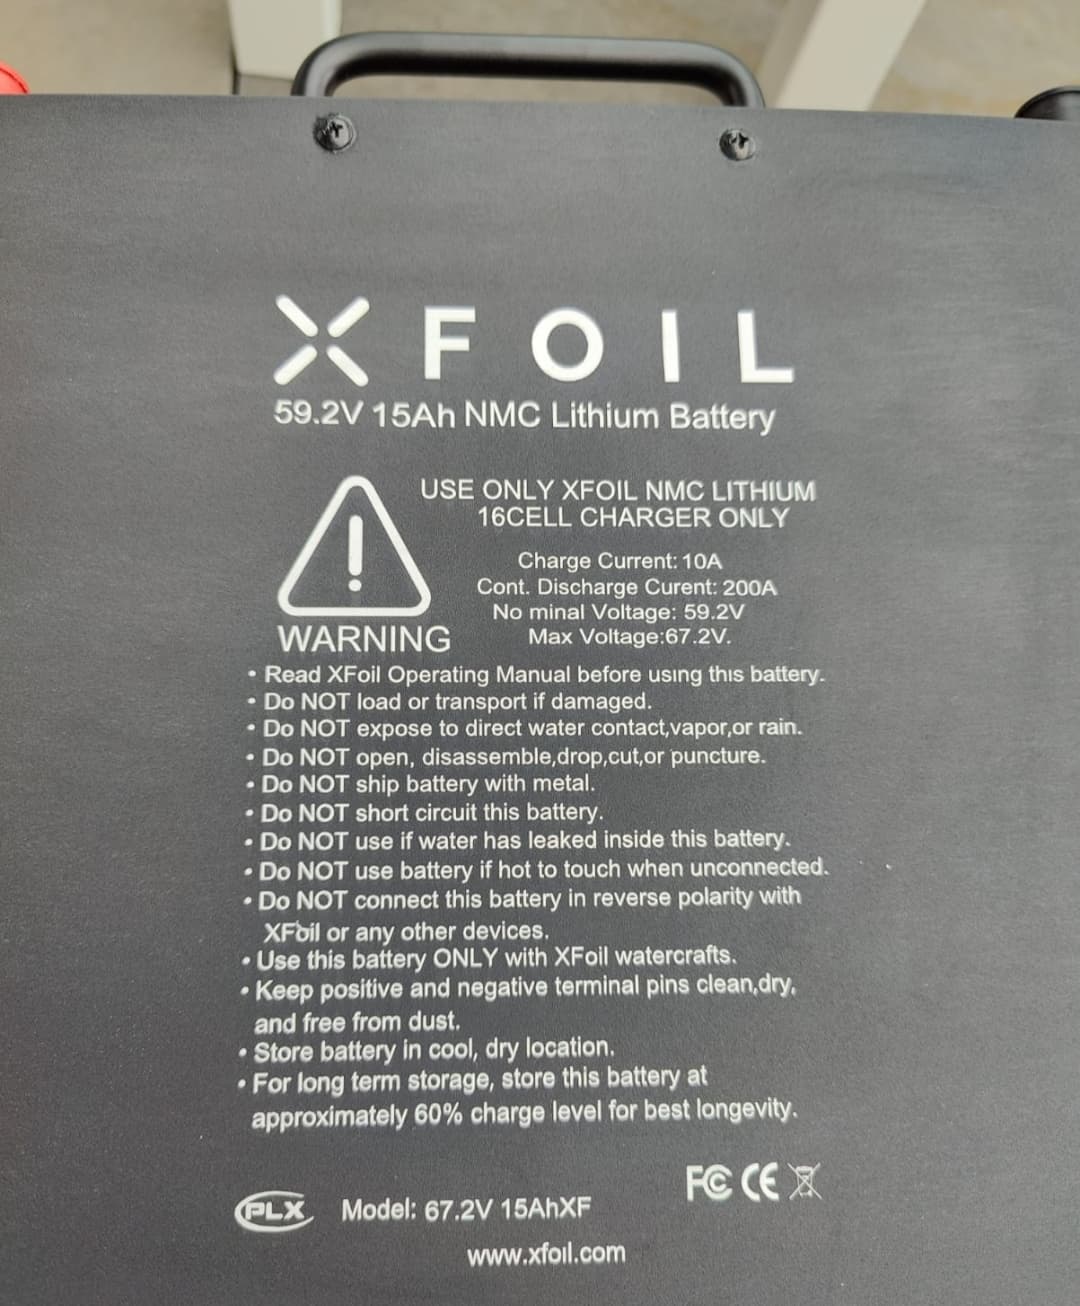 XFOIL
59.2V 15Ah NMC Lithium Battery
USE ONLY XFOIL NMC LITHIUM
16CELL CHARGER ONLY
Charge Current: 10A
Cont. Discharge Curent: 200A
No minal Voltage: 59.2V
Max Voltage:67.2V.
WARNING
• Read XFoil Operating Manual before using this battery.
• Do NOT load or transport if damaged.
• Do NOT expose to direct water contact,vapor,or rain.
• Do NOT open, disassemble,drop,cut,or puncture.
• Do NOT ship battery with metal.
• Do NOT short circuit this battery.
• Do NOT use if water has leaked inside this battery.
• Do NOT use battery if hot to touch when unconnected.
• Do NOT connect this battery in reverse polarity with
XFoil or any other devices.
• Use this battery ONLY with XFoil watercrafts.
• Keep positive and negative terminal pins clean,dry,
and free from dust.
• Store battery in cool, dry location.
• For long term storage, store this battery at
approximately 60% charge level for best longevity.
FC CE
PLX Model: 67.2V 15AhXF
www.xfoil.com